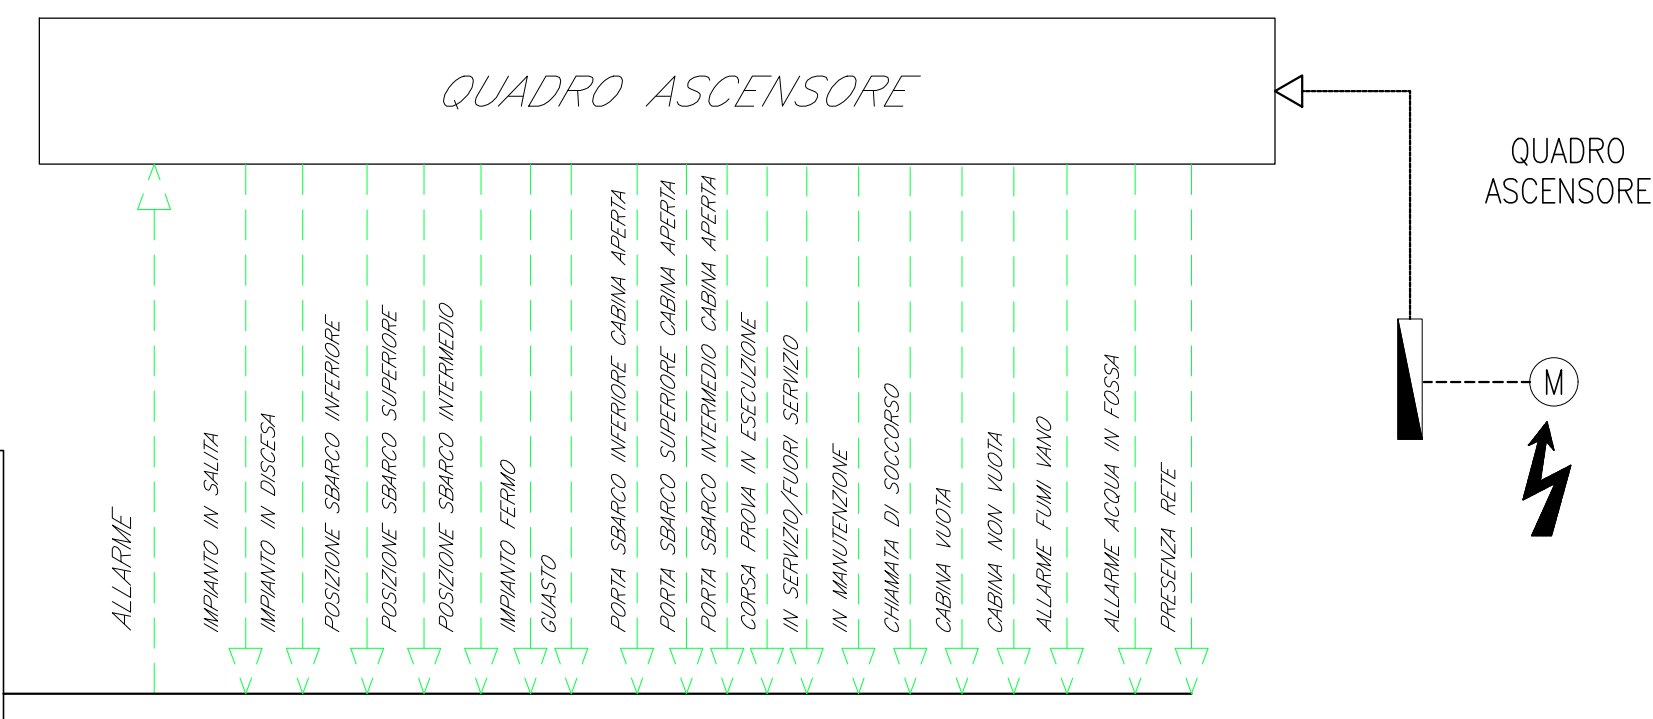 QUADRO ASCENSORE
QUADRO
ASCENSORE
M
ALLARME
IMPIANTO IN SALITA
IMPIANTO IN DISCESA
POSIZIONE SBARCO INFERIORE
POSIZIONE SBARCO SUPERIORE
POSIZIONE SBARCO INTERMEDIO
IMPIANTO FERMO
GUASTO
PORTA SBARCO INFERIORE CABINA APERTA
PORTA SBARCO SUPERIORE CABINA APERTA
PORTA SBARCO INTERMEDIO CABINA APERTA
CORSA PROVA IN ESECUZIONE
IN SERVIZIO/FUORI SERVIZIO
IN MANUTENZIONE
CHIAMATA DI SOCCORSO
CABINA VUOTA
CABINA NON VUOTA
ALLARME FUMI VANO
ALLARME ACQUA IN FOSSA
PRESENZA RETE